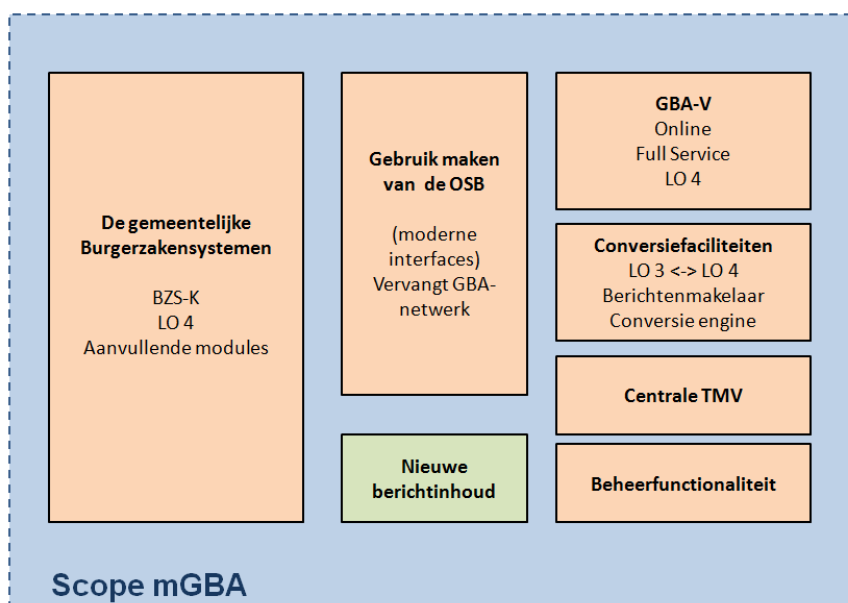 De gemeentelijke
Burgerzakensystemen
BZS-K
LO 4
Aanvullende modules
Gebruik maken
van de OSB
(moderne
interfaces)
Vervangt GBA-
netwerk
Nieuwe
berichtinhoud
GBA-V
Online
Full Service
LO 4
Conversiefaciliteiten
LO 3 <-> LO 4
Berichtenmakelaar
Conversie engine
Centrale TMV
Beheerfunctionaliteit
Scope mGBA